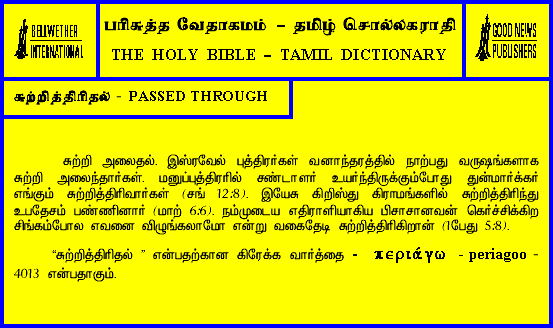 BELLWETHER
INTERNATIONAL
பரிசுத்த வேதாகமம் – தமிழ் சொல்லகராதி
THE HOLY BIBLE – TAMIL DICTIONARY
GOOD NEWS
PUBLISHERS
சுற்றித்திரிதல் - PASSED THROUGH
சுற்றி அலைதல். இஸ்ரவேல் புத்திரர்கள் வனாந்தரத்தில் நாற்பது வருஷங்களாக
சுற்றி அலைந்தார்கள். மனுப்புத்திரரில் சண்டாளர் உயர்ந்திருக்கும்போது துன்மார்க்கர்
எங்கும் சுற்றித்திரிவார்கள் (சங் 12:8). இயேசு கிறிஸ்து கிராமங்களில் சுற்றித்திரிந்து
உபதேசம் பண்ணினார் (மாற் 6:6). நம்முடைய எதிராளியாகிய பிசாசானவன் கெர்ச்சிக்கிற
சிங்கம்போல எவனை விழுங்கலாமோ என்று வகைதேடி சுற்றித்திரிகிறான் (1பேது 5:8).
“சுற்றித்திரிதல் ” என்பதற்கான கிரேக்க வார்த்தை - περιάγω - periagoo -
4013 என்பதாகும்.